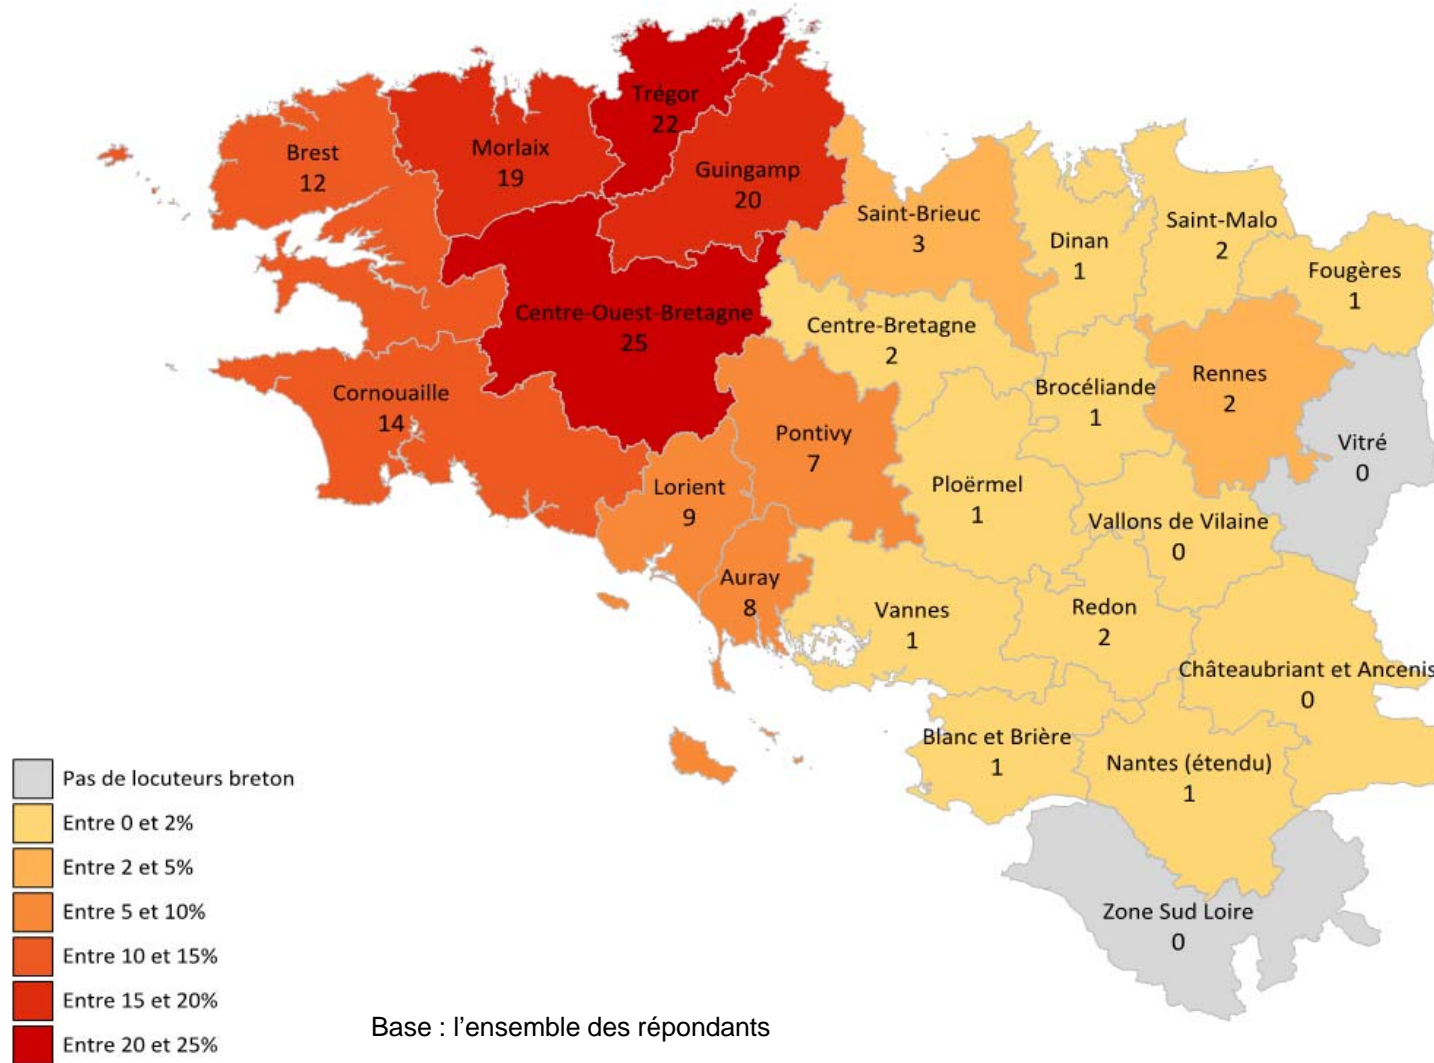 Trégor
22
Brest
12
Morlaix
19
Guingamp
20
Saint-Brieuc
3
Dinan
1
Saint-Malo
2
Fougères
1
Centre-Ouest-Bretagne
25
Centre-Bretagne
2
Brocéliande
1
Rennes
2
Cornouaille
14
Pontivy
7
Vitré
0
Lorient
9
Ploërmel
1
Vallons de Vilaine
0
Auray
8
Vannes
1
Redon
2
Châteaubriant et Ancenis
0
Blanc et Brière
1
Nantes (étendu)
1
Zone Sud Loire
0
Pas de locuteurs breton
Entre 0 et 2%
Entre 2 et 5%
Entre 5 et 10%
Entre 10 et 15%
Entre 15 et 20%
Entre 20 et 25%
Base : l’ensemble des répondants